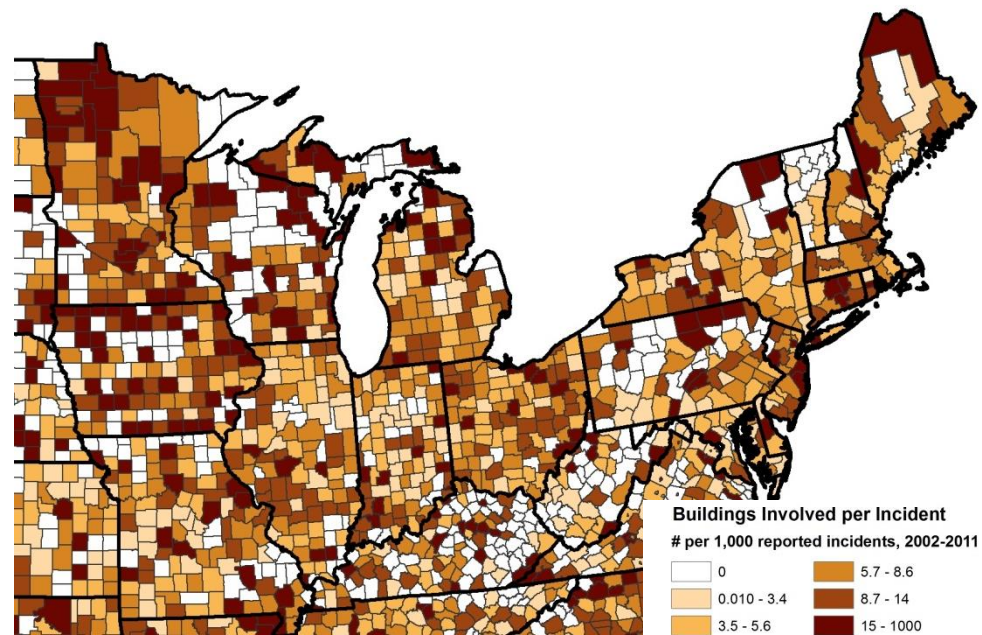 Buildings Involved per Incident
# per 1,000 reported incidents, 2002-2011
0
5.7 - 8.6
0.010 - 3.4
8.7 - 14
3.5 - 5.6
15 - 1000